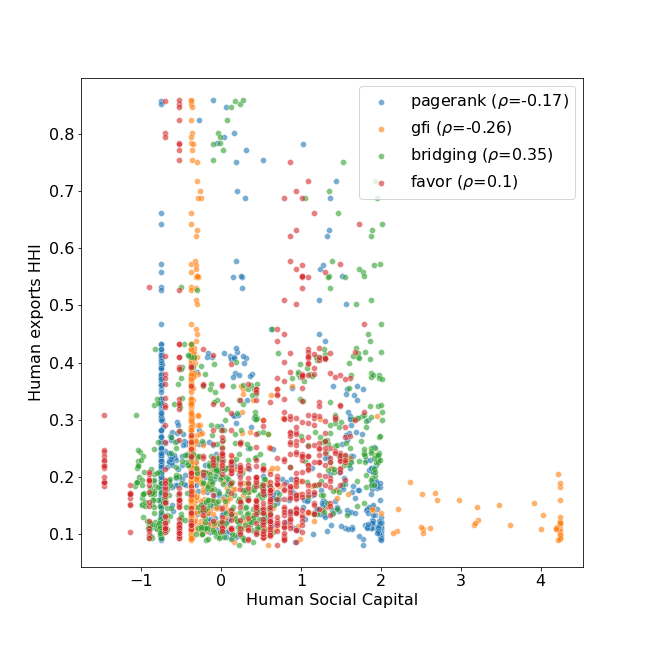 pagerank (ρ=-0.17)
gfi (ρ=-0.26)
bridging (ρ=0.35)
favor (ρ=0.1)
Human exports HHI
0.8
0.7
0.6
0.5
0.4
0.3
0.2
0.1
−1 0 1 2 3 4
Human Social Capital